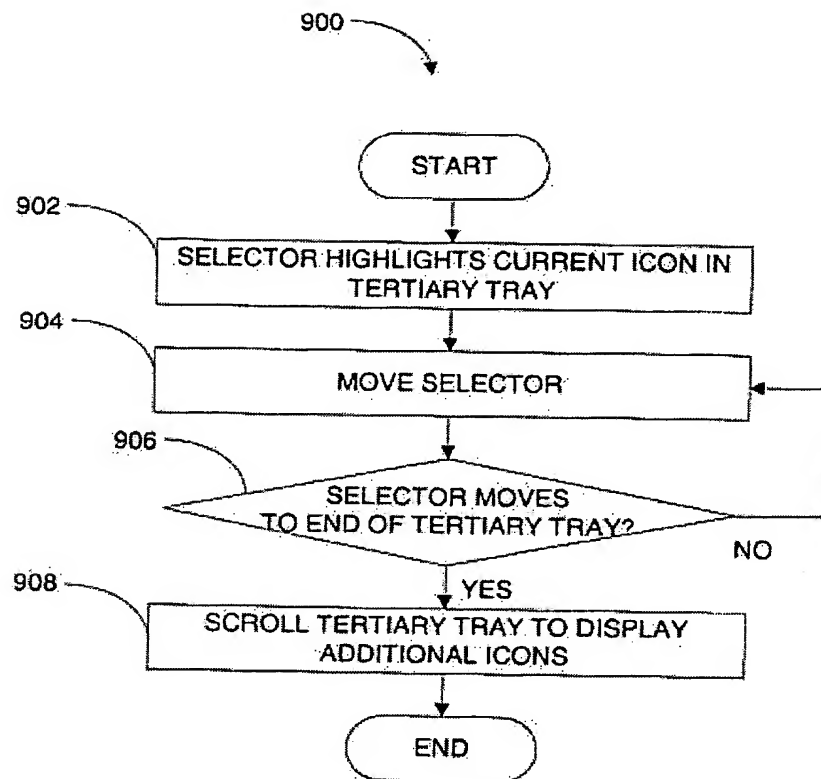 900
START
902
SELECTOR HIGHLIGHTS CURRENT ICON IN
TERTIARY TRAY
904
MOVE SELECTOR
906
SELECTOR MOVES
TO END OF TERTIARY TRAY?
NO
YES
908
SCROLL TERTIARY TRAY TO DISPLAY
ADDITIONAL ICONS
END